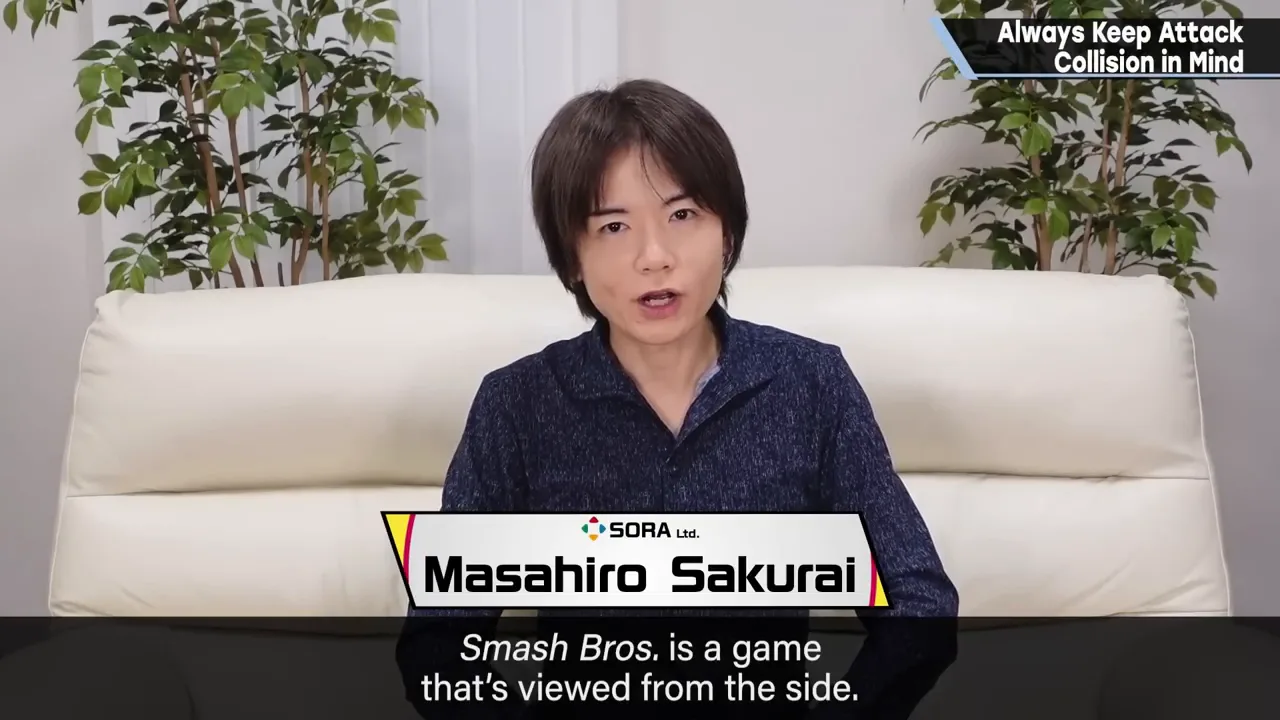 Always Keep Attack
Collision in Mind
SORA Ltd.
Masahiro Sakurai
Smash Bros. is a game
that's viewed from the side.